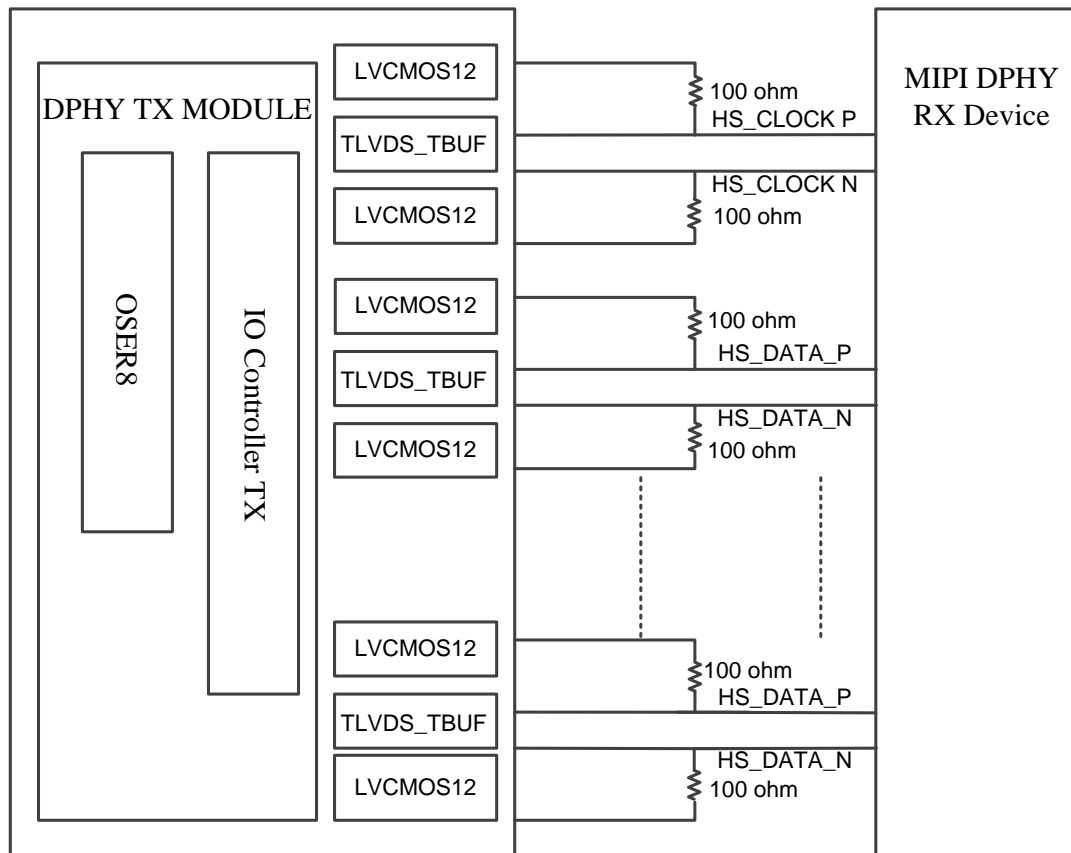 DPHY TX MODULE
OSER8
IO Controller TX
LVCMOS12
TLVDS_TBUF
LVCMOS12
100 ohm
HS_CLOCK P
HS_CLOCK N
100 ohm
LVCMOS12
TLVDS_TBUF
LVCMOS12
100 ohm
HS_DATA_P
HS_DATA_N
100 ohm
LVCMOS12
TLVDS_TBUF
LVCMOS12
100 ohm
HS_DATA_P
HS_DATA_N
100 ohm
MIPI DPHY
RX Device